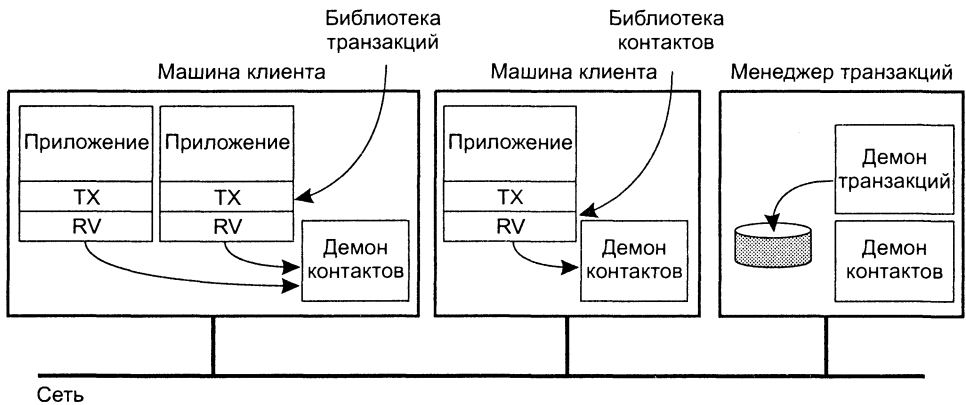 Библиотека
транзакций
Библиотека
контактов
Машина клиента
Машина клиента
Менеджер транзакций
Приложение
TX
RV
Приложение
TX
RV
Демон
контактов
Приложение
TX
RV
Демон
контактов
Демон
транзакций
Демон
контактов
Сеть